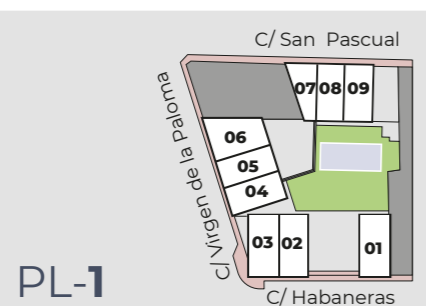 C/ San Pascual
07 08 09
C/ Virgen de la Paloma
06
05
04
03 02
01
PL-1
C/ Habaneras